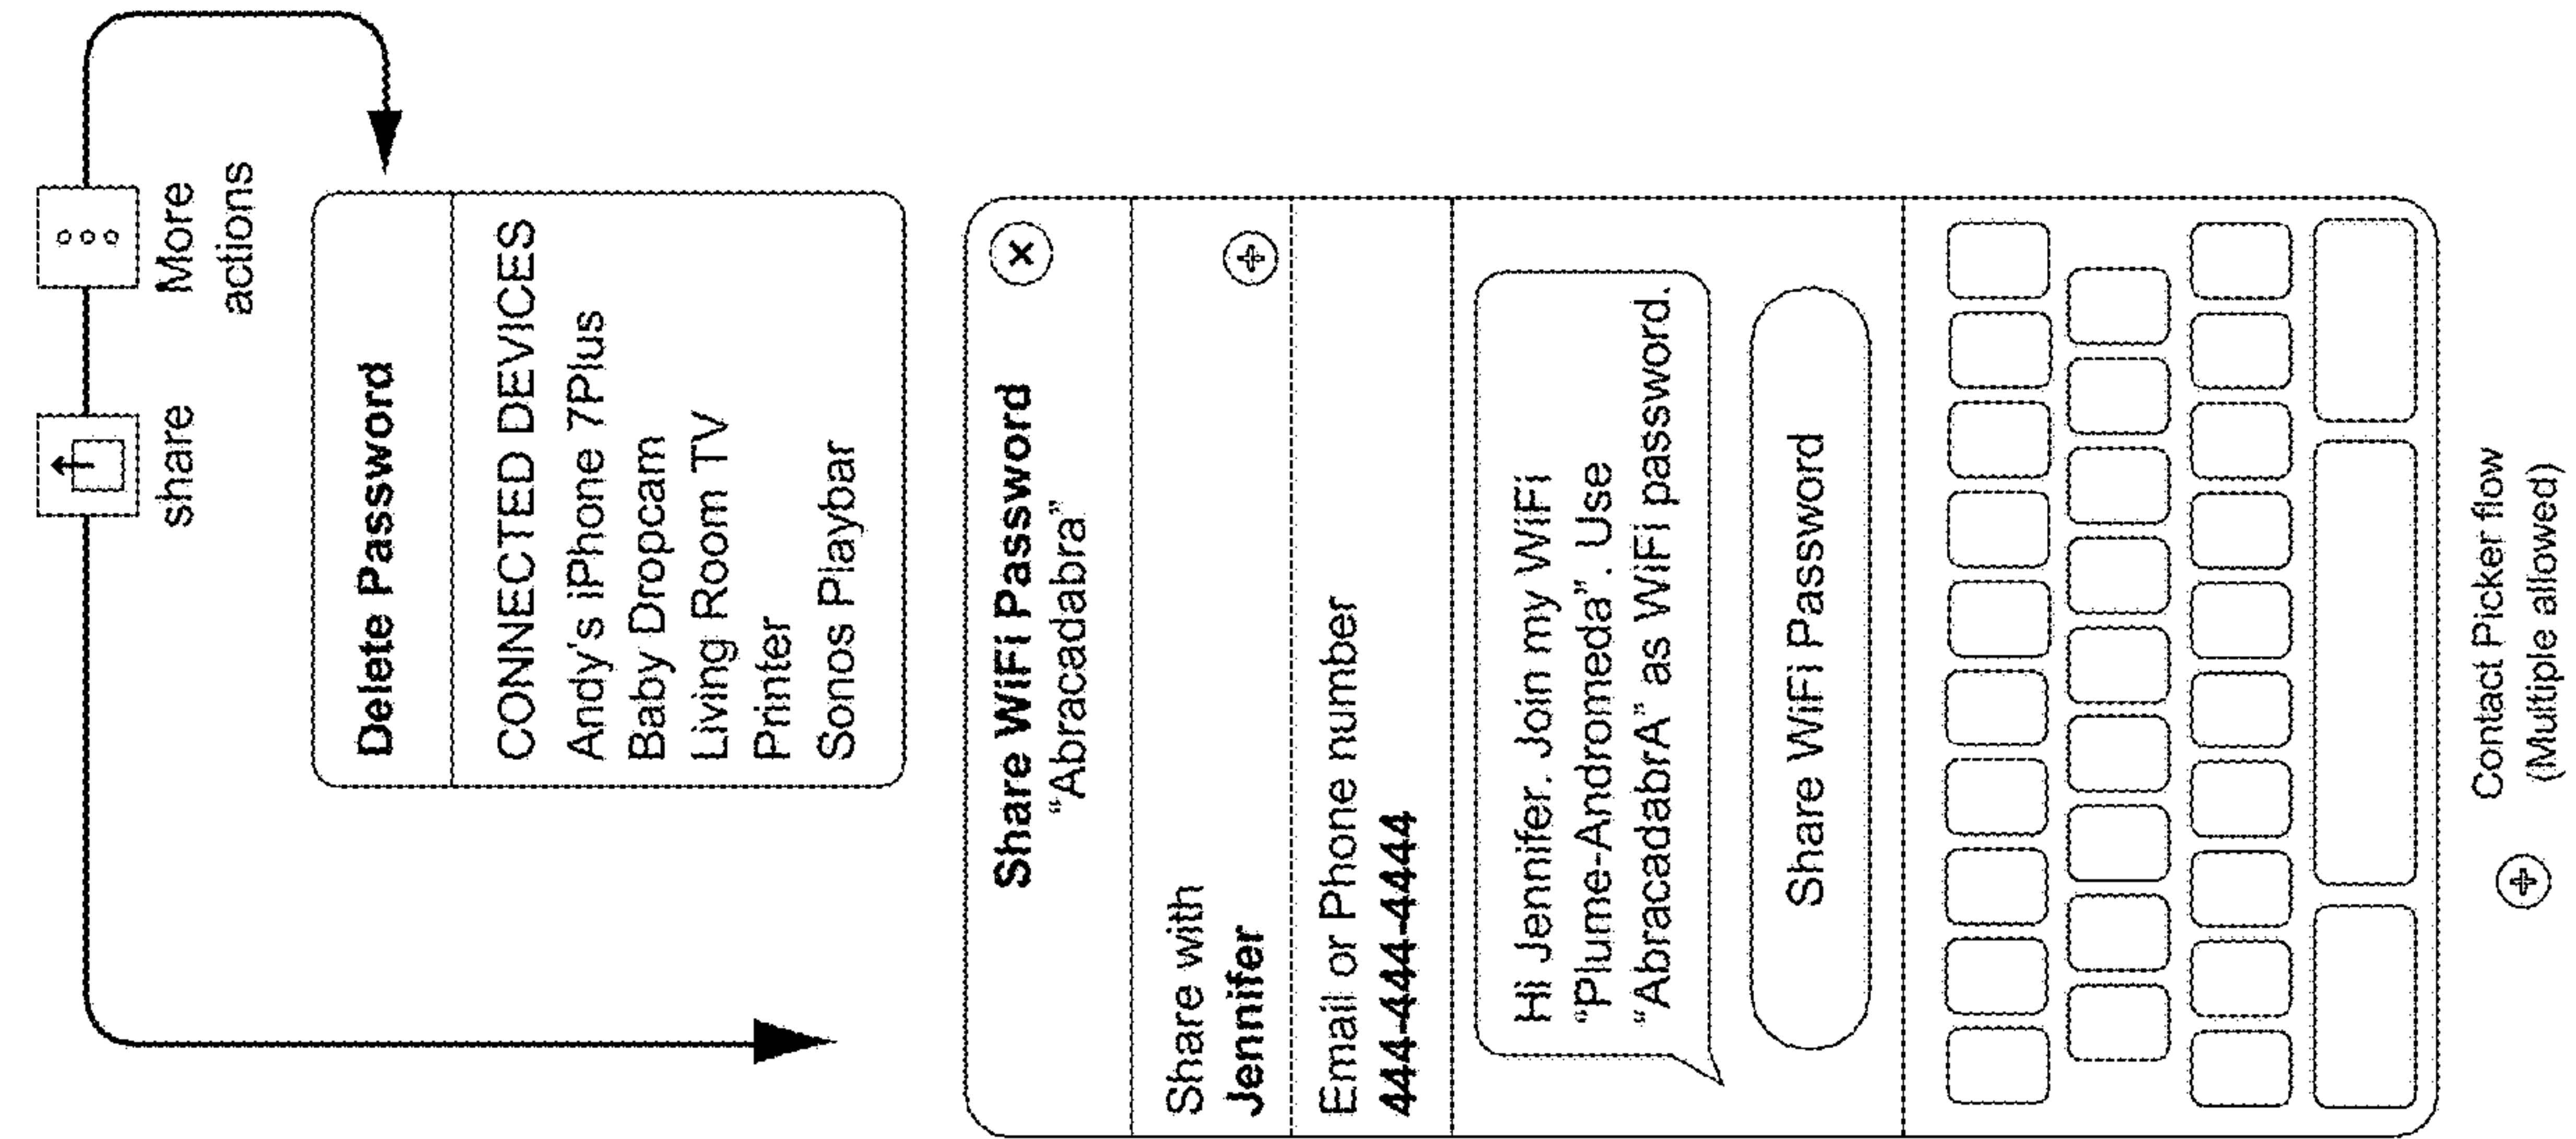 share
More
actions
Delete Password
CONNECTED DEVICES
Andy's iPhone 7Plus
Baby Dropcam
Living Room TV
Printer
Sonos Playbar
Share WiFi Password
“Abracadabra”
Share with
Jennifer
Email or Phone number
444-444-4444
Hi Jennifer. Join my WiFi
“Plume-Andromeda”. Use
“AbracadabrA” as WiFi password.
Share WiFi Password
Contact Picker flow
(Multiple allowed)